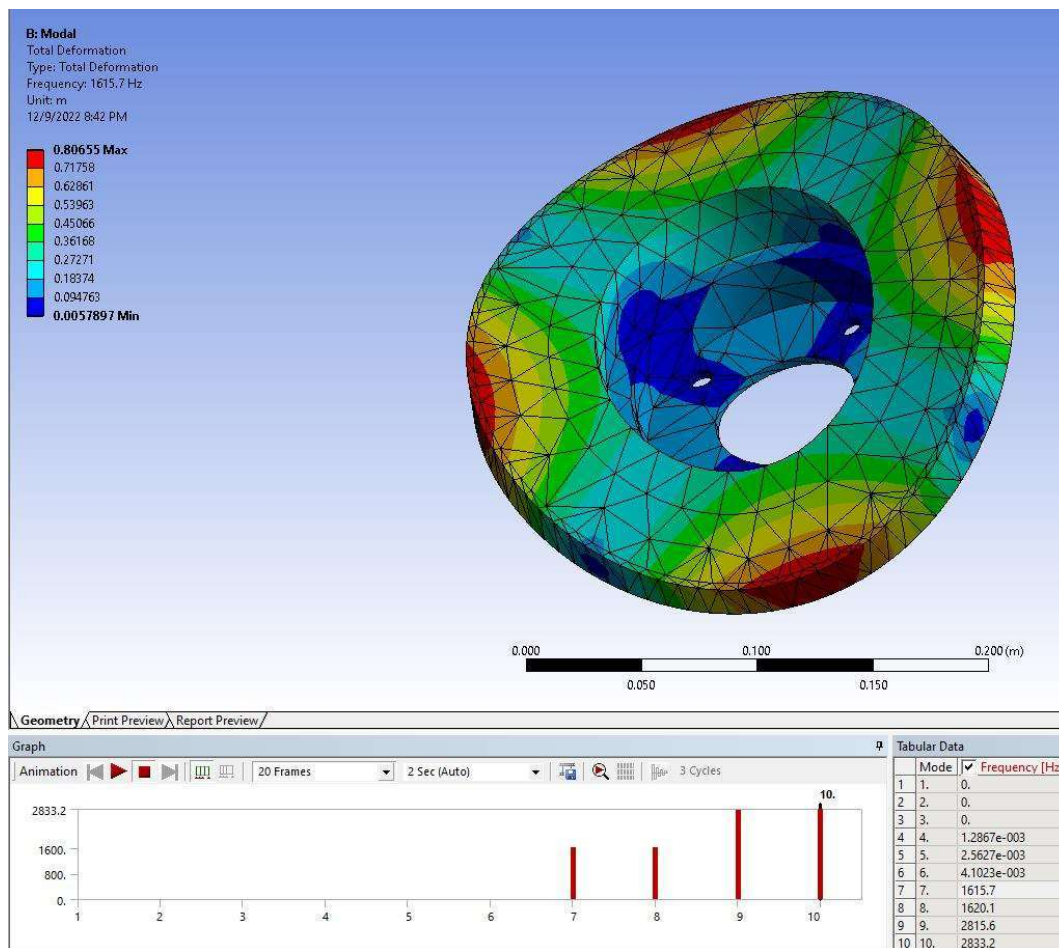 B: Modal
Total Deformation
Type: Total Deformation
Frequency: 1615.7 Hz
Unit: m
12/9/2022 8:42 PM
0.80655 Max
0.71758
0.62861
0.53963
0.45066
0.36168
0.27271
0.18374
0.094763
0.0057897 Min
0.000 0.100 0.200 (m)
0.050 0.150
Geometry Print Preview Report Preview
Graph
Animation 20 Frames 2 Sec (Auto) 3 Cycles
10.
2833.2
1600.
800.
0.
1 2 3 4 5 6 7 8 9 10
Tabular Data
Mode Frequency [Hz
1 1. 0.
2 2. 0.
3 3. 0.
4 4. 1.2867e-003
5 5. 2.5627e-003
6 6. 4.1023e-003
7 7. 1615.7
8 8. 1620.1
9 9. 2815.6
10 10. 2833.2